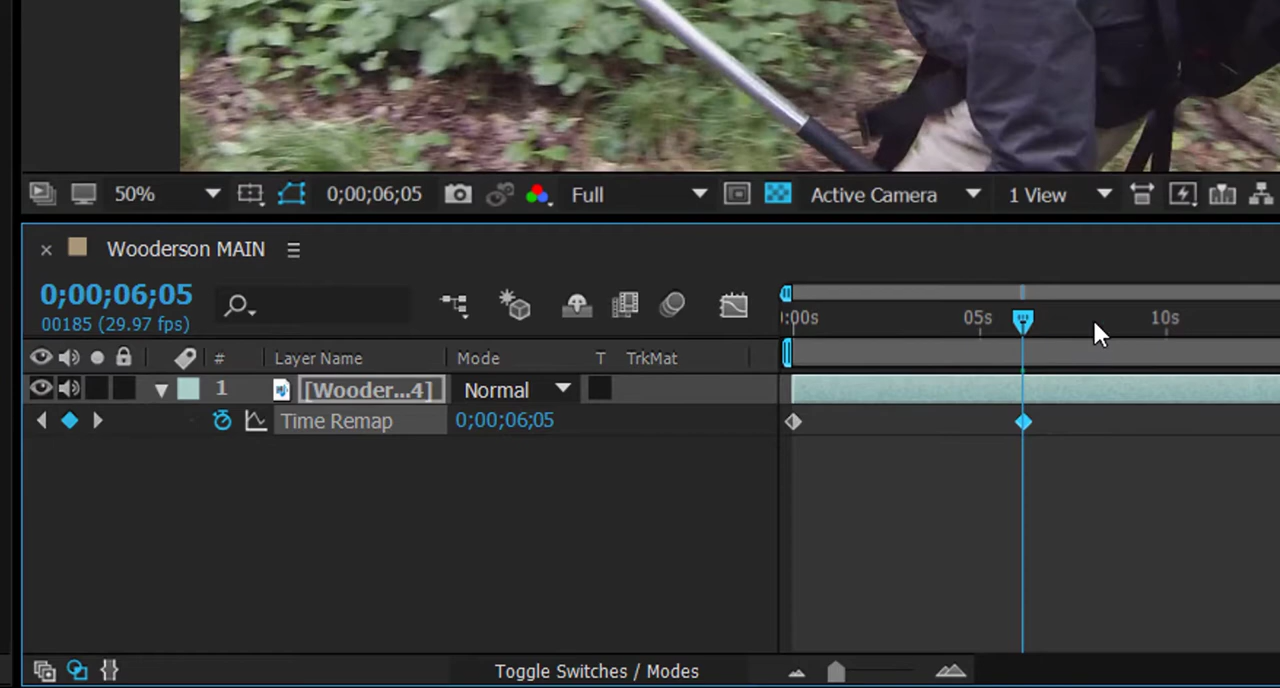 50% 0;00;06;05 Full Active Camera 1 View
Wooderson MAIN
0;00;06;05
00185 (29.97 fps)
:00s 05s 10s
# Layer Name Mode T TrkMat
1 [Wooder...4] Normal
Time Remap 0;00;06;05
Toggle Switches / Modes